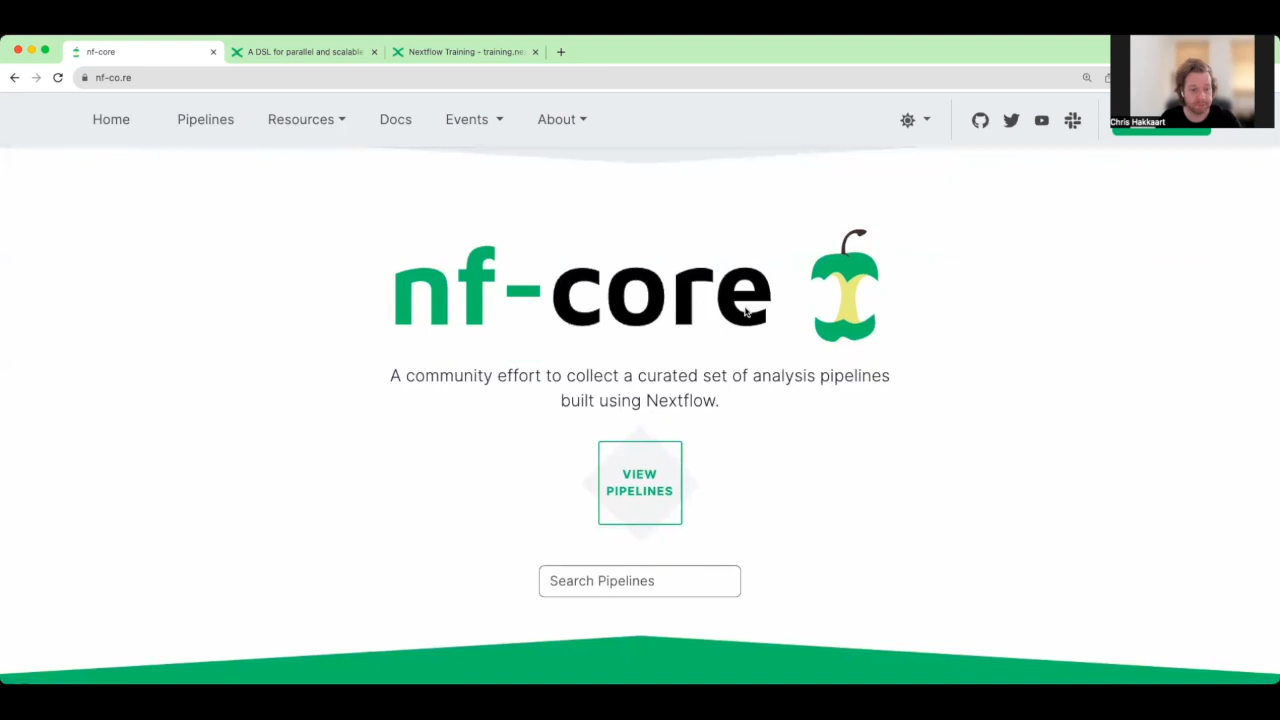 nf-core
A DSL for parallel and scalable
Nextflow Training - training.ne
nf-co.re
Chris Hakkaart
Home
Pipelines
Resources
Docs
Events
About
nf-core
A community effort to collect a curated set of analysis pipelines
built using Nextflow.
VIEW
PIPELINES
Search Pipelines